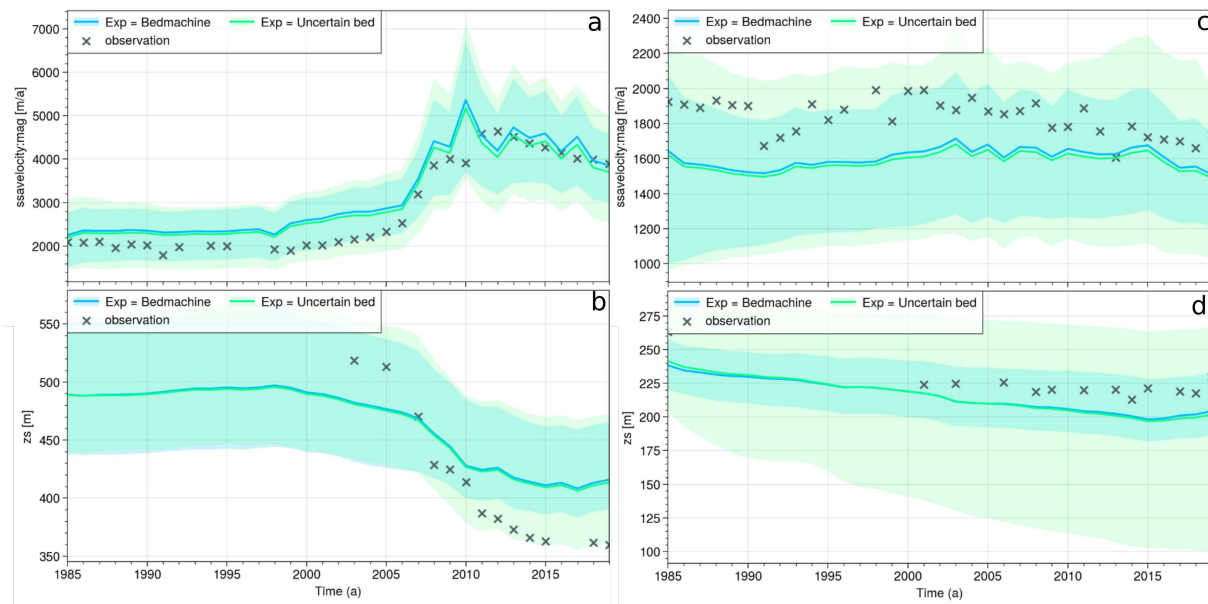 Exp = Bedmachine Exp = Uncertain bed
observation
a
7000
6000
5000
4000
3000
2000
ssavelocity:mag [m/a]
Exp = Bedmachine Exp = Uncertain bed
observation
b
550
500
450
400
350
zs [m]
1985 1990 1995 2000 2005 2010 2015
Time (a)
Exp = Bedmachine Exp = Uncertain bed
observation
c
2400
2200
2000
1800
1600
1400
1200
1000
ssavelocity:mag [m/a]
Exp = Bedmachine Exp = Uncertain bed
observation
d
275
250
225
200
175
150
125
100
zs [m]
1985 1990 1995 2000 2005 2010 2015
Time (a)